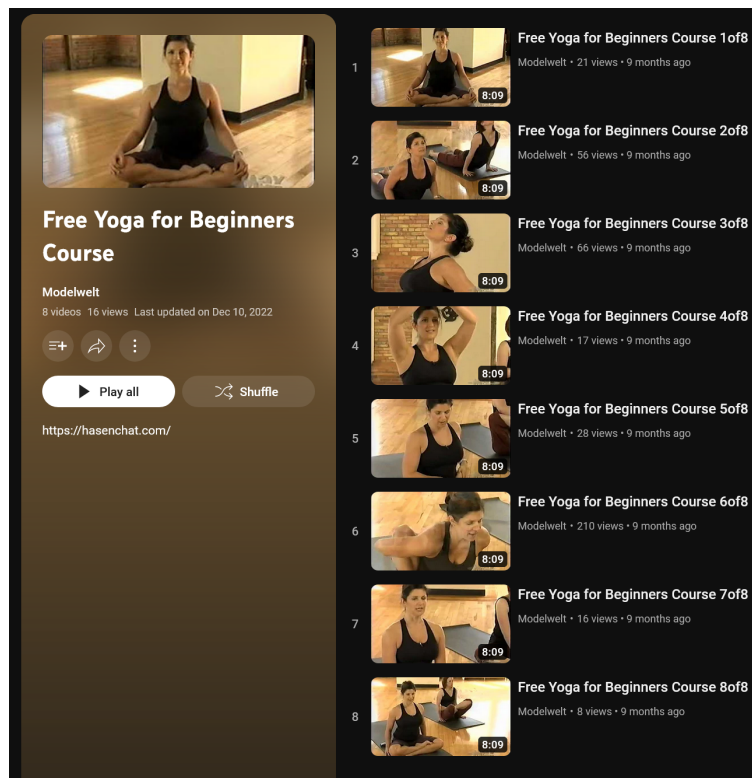 Free Yoga for Beginners
Course
Modelwelt
8 videos 16 views Last updated on Dec 10, 2022
Play all
Shuffle
https://hasenchat.com/
1
8:09
Free Yoga for Beginners Course 1of8
Modelwelt • 21 views • 9 months ago
2
8:09
Free Yoga for Beginners Course 2of8
Modelwelt • 56 views • 9 months ago
3
8:09
Free Yoga for Beginners Course 3of8
Modelwelt • 66 views • 9 months ago
4
8:09
Free Yoga for Beginners Course 4of8
Modelwelt • 17 views • 9 months ago
5
8:09
Free Yoga for Beginners Course 5of8
Modelwelt • 28 views • 9 months ago
6
8:09
Free Yoga for Beginners Course 6of8
Modelwelt • 210 views • 9 months ago
7
8:09
Free Yoga for Beginners Course 7of8
Modelwelt • 16 views • 9 months ago
8
8:09
Free Yoga for Beginners Course 8of8
Modelwelt • 8 views • 9 months ago